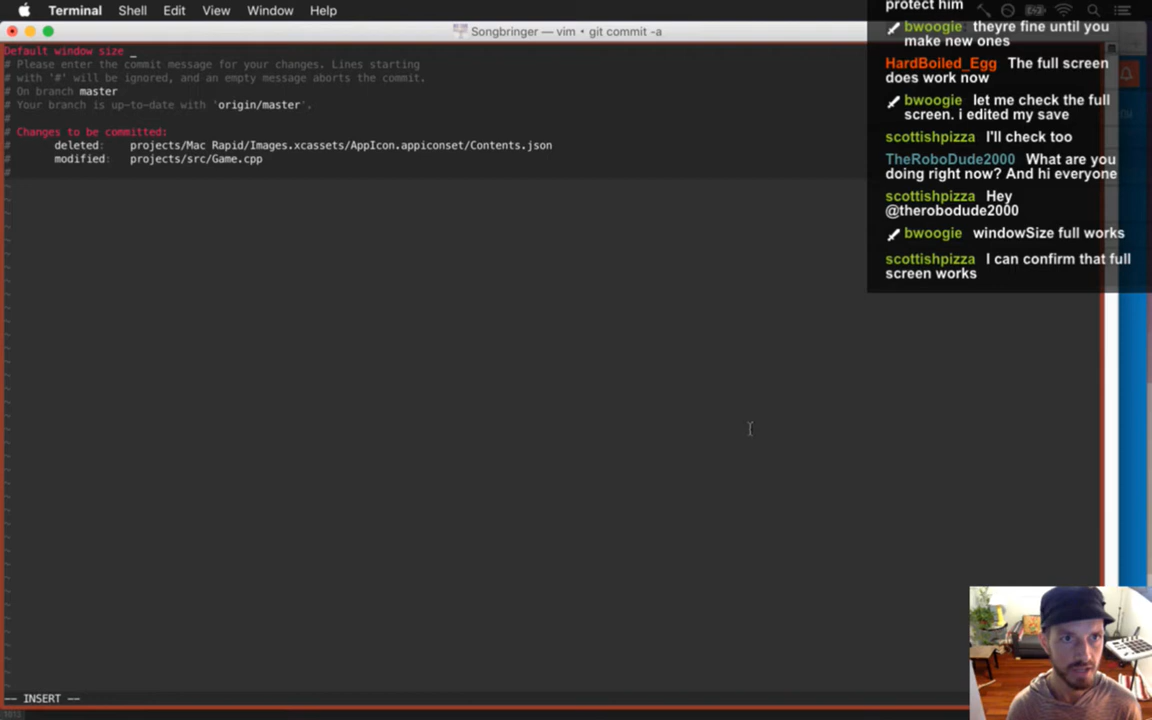 Terminal Shell Edit View Window Help
Songbringer — vim • git commit -a
Default window size _
# Please enter the commit message for your changes. Lines starting
# with '#' will be ignored, and an empty message aborts the commit.
# On branch master
# Your branch is up-to-date with 'origin/master'.
#
# Changes to be committed:
# deleted: projects/Mac Rapid/Images.xcassets/AppIcon.appiconset/Contents.json
# modified: projects/src/Game.cpp
#
-- INSERT --
protect him
bwoogie theyre fine until you
make new ones
HardBoiled_Egg The full screen
does work now
bwoogie let me check the full
screen. i edited my save
scottishpizza I'll check too
TheRoboDude2000 What are you
doing right now? And hi everyone
scottishpizza Hey
@therobodude2000
bwoogie windowSize full works
scottishpizza I can confirm that full
screen works